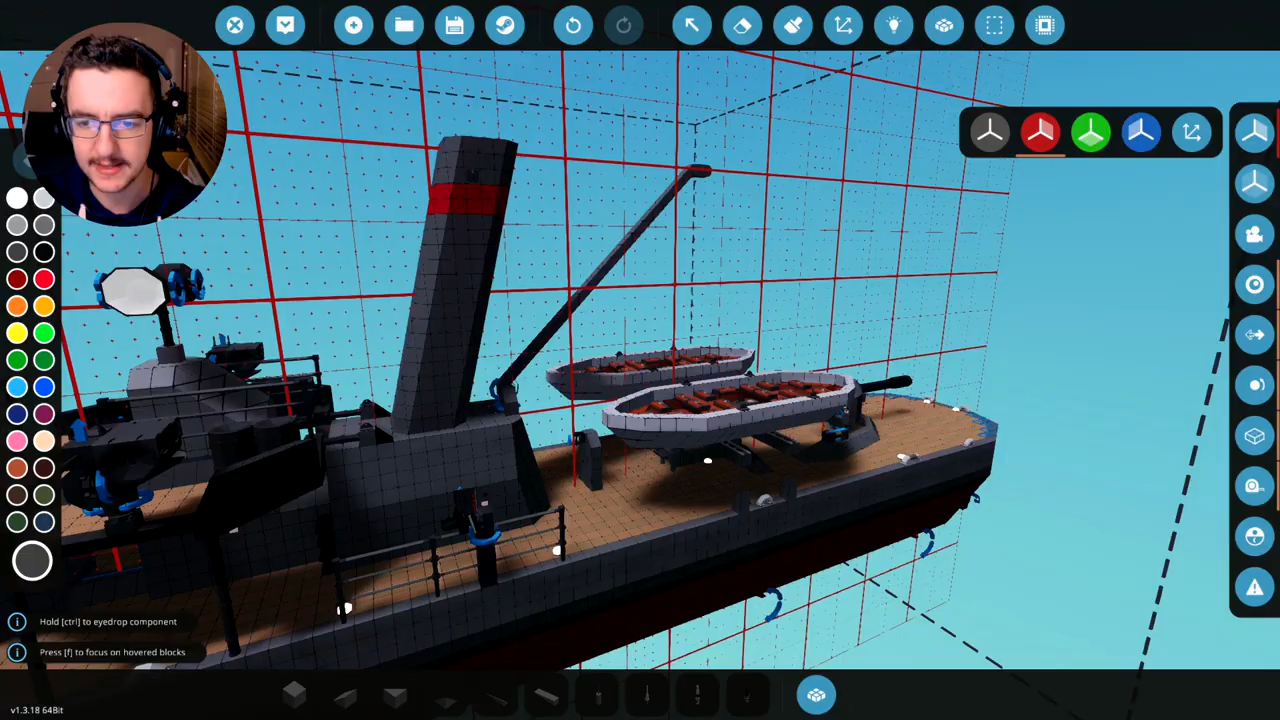 Hold [ctrl] to eyedrop component
Press [f] to focus on hovered blocks
v1.3.18 64Bit